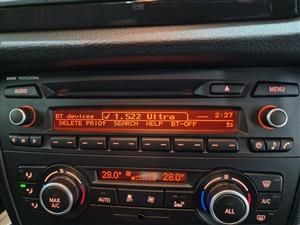 BMW PROFESSIONAL
AUDIO
MENU
BT devices ✓ 1.S22 Ultra 2:27
DELETE PRIOr SEARCH HELP BT-OFF
28.0° 28.0°
MAX A/C
AUTO
ALL
A/C